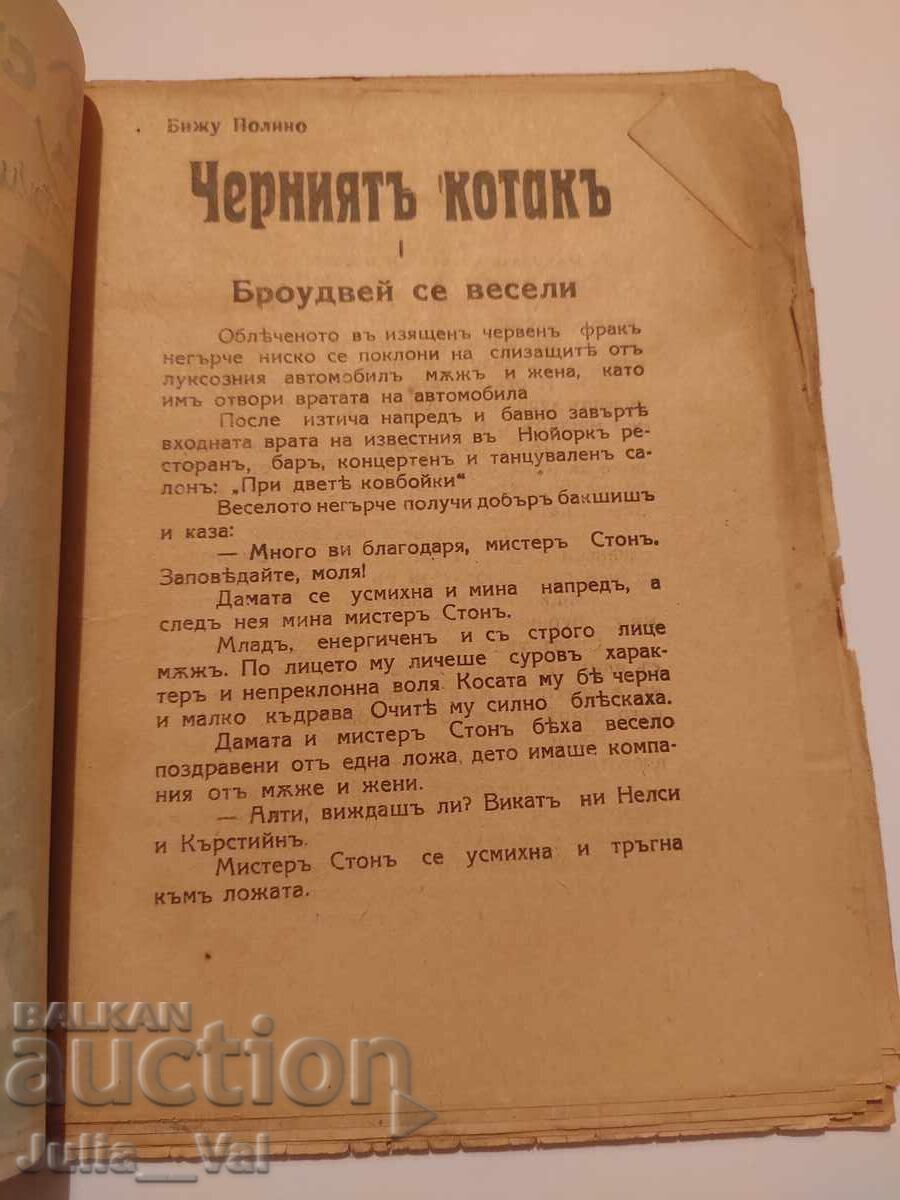 Бижу Полино
Черниятъ котакъ
I
Броудвей се весели
Облѣченото въ изященъ червенъ фракъ
негърче ниско се поклони на слизащитѣ отъ
луксозния автомобилъ мѫжъ и жена, като
имъ отвори вратата на автомобила
После изтича напредъ и бавно завъртѣ
входната врата на известния въ Нюйоркъ ре-
сторанъ, баръ, концертенъ и танцуваленъ са-
лонъ: „При дветѣ ковбойки“
Веселото негърче получи добъръ бакшишъ
и каза:
— Много ви благодаря, мистеръ Стонъ.
Заповѣдайте, моля!
Дамата се усмихна и мина напредъ, а
следъ нея мина мистеръ Стонъ.
Младъ, енергиченъ и съ строго лице
мѫжъ. По лицето му личеше суровъ харак-
теръ и непреклонна воля. Косата му бѣ черна
и малко къдрава Очитѣ му силно блѣскаха.
Дамата и мистеръ Стонъ бѣха весело
поздравени отъ една ложа, дето имаше компа-
ния отъ мѫже и жени.
— Алти, виждашъ ли? Викатъ ни Нелси
и Кърстийнъ.
Мистеръ Стонъ се усмихна и тръгна
къмъ ложата.
BALKAN
auction
Julia__Val